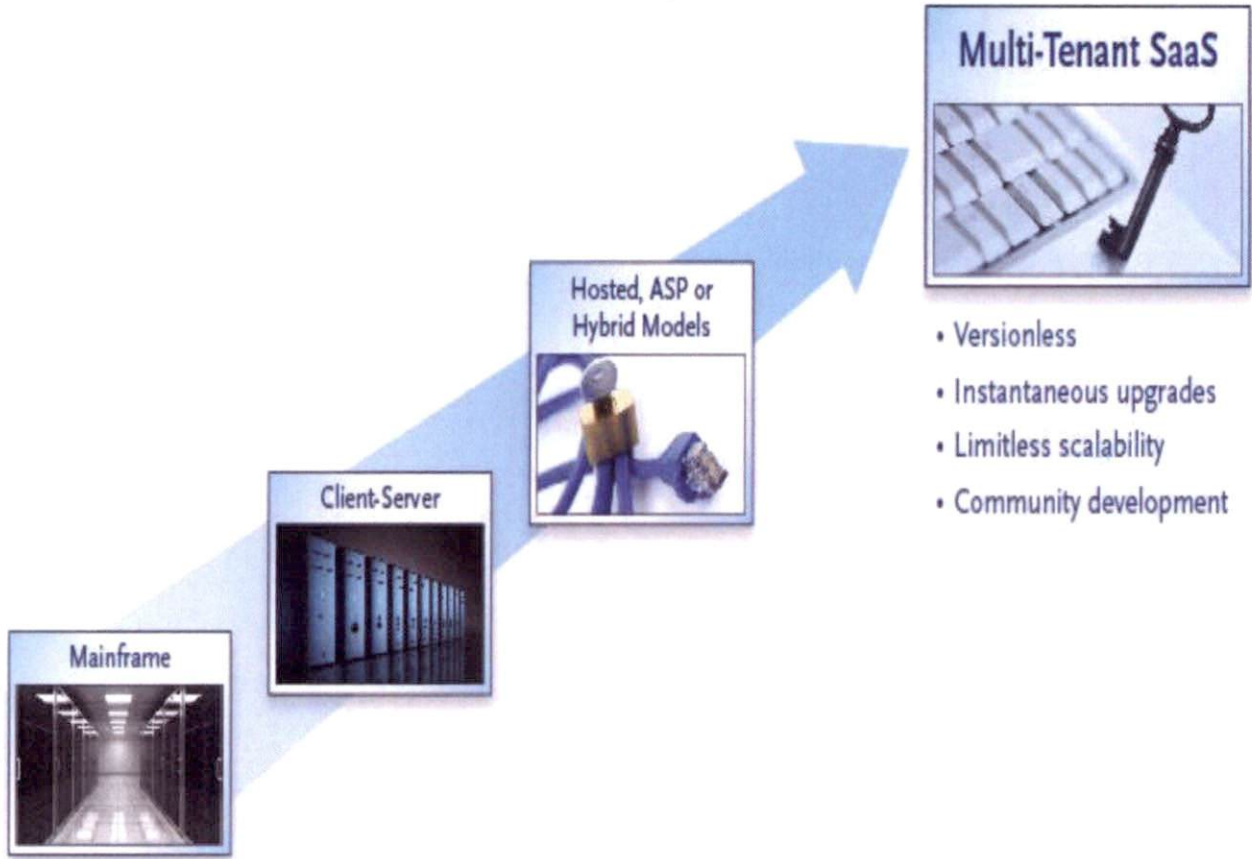 Multi-Tenant SaaS
Hosted, ASP or
Hybrid Models
• Versionless
• Instantaneous upgrades
• Limitless scalability
• Community development
Client-Server
Mainframe